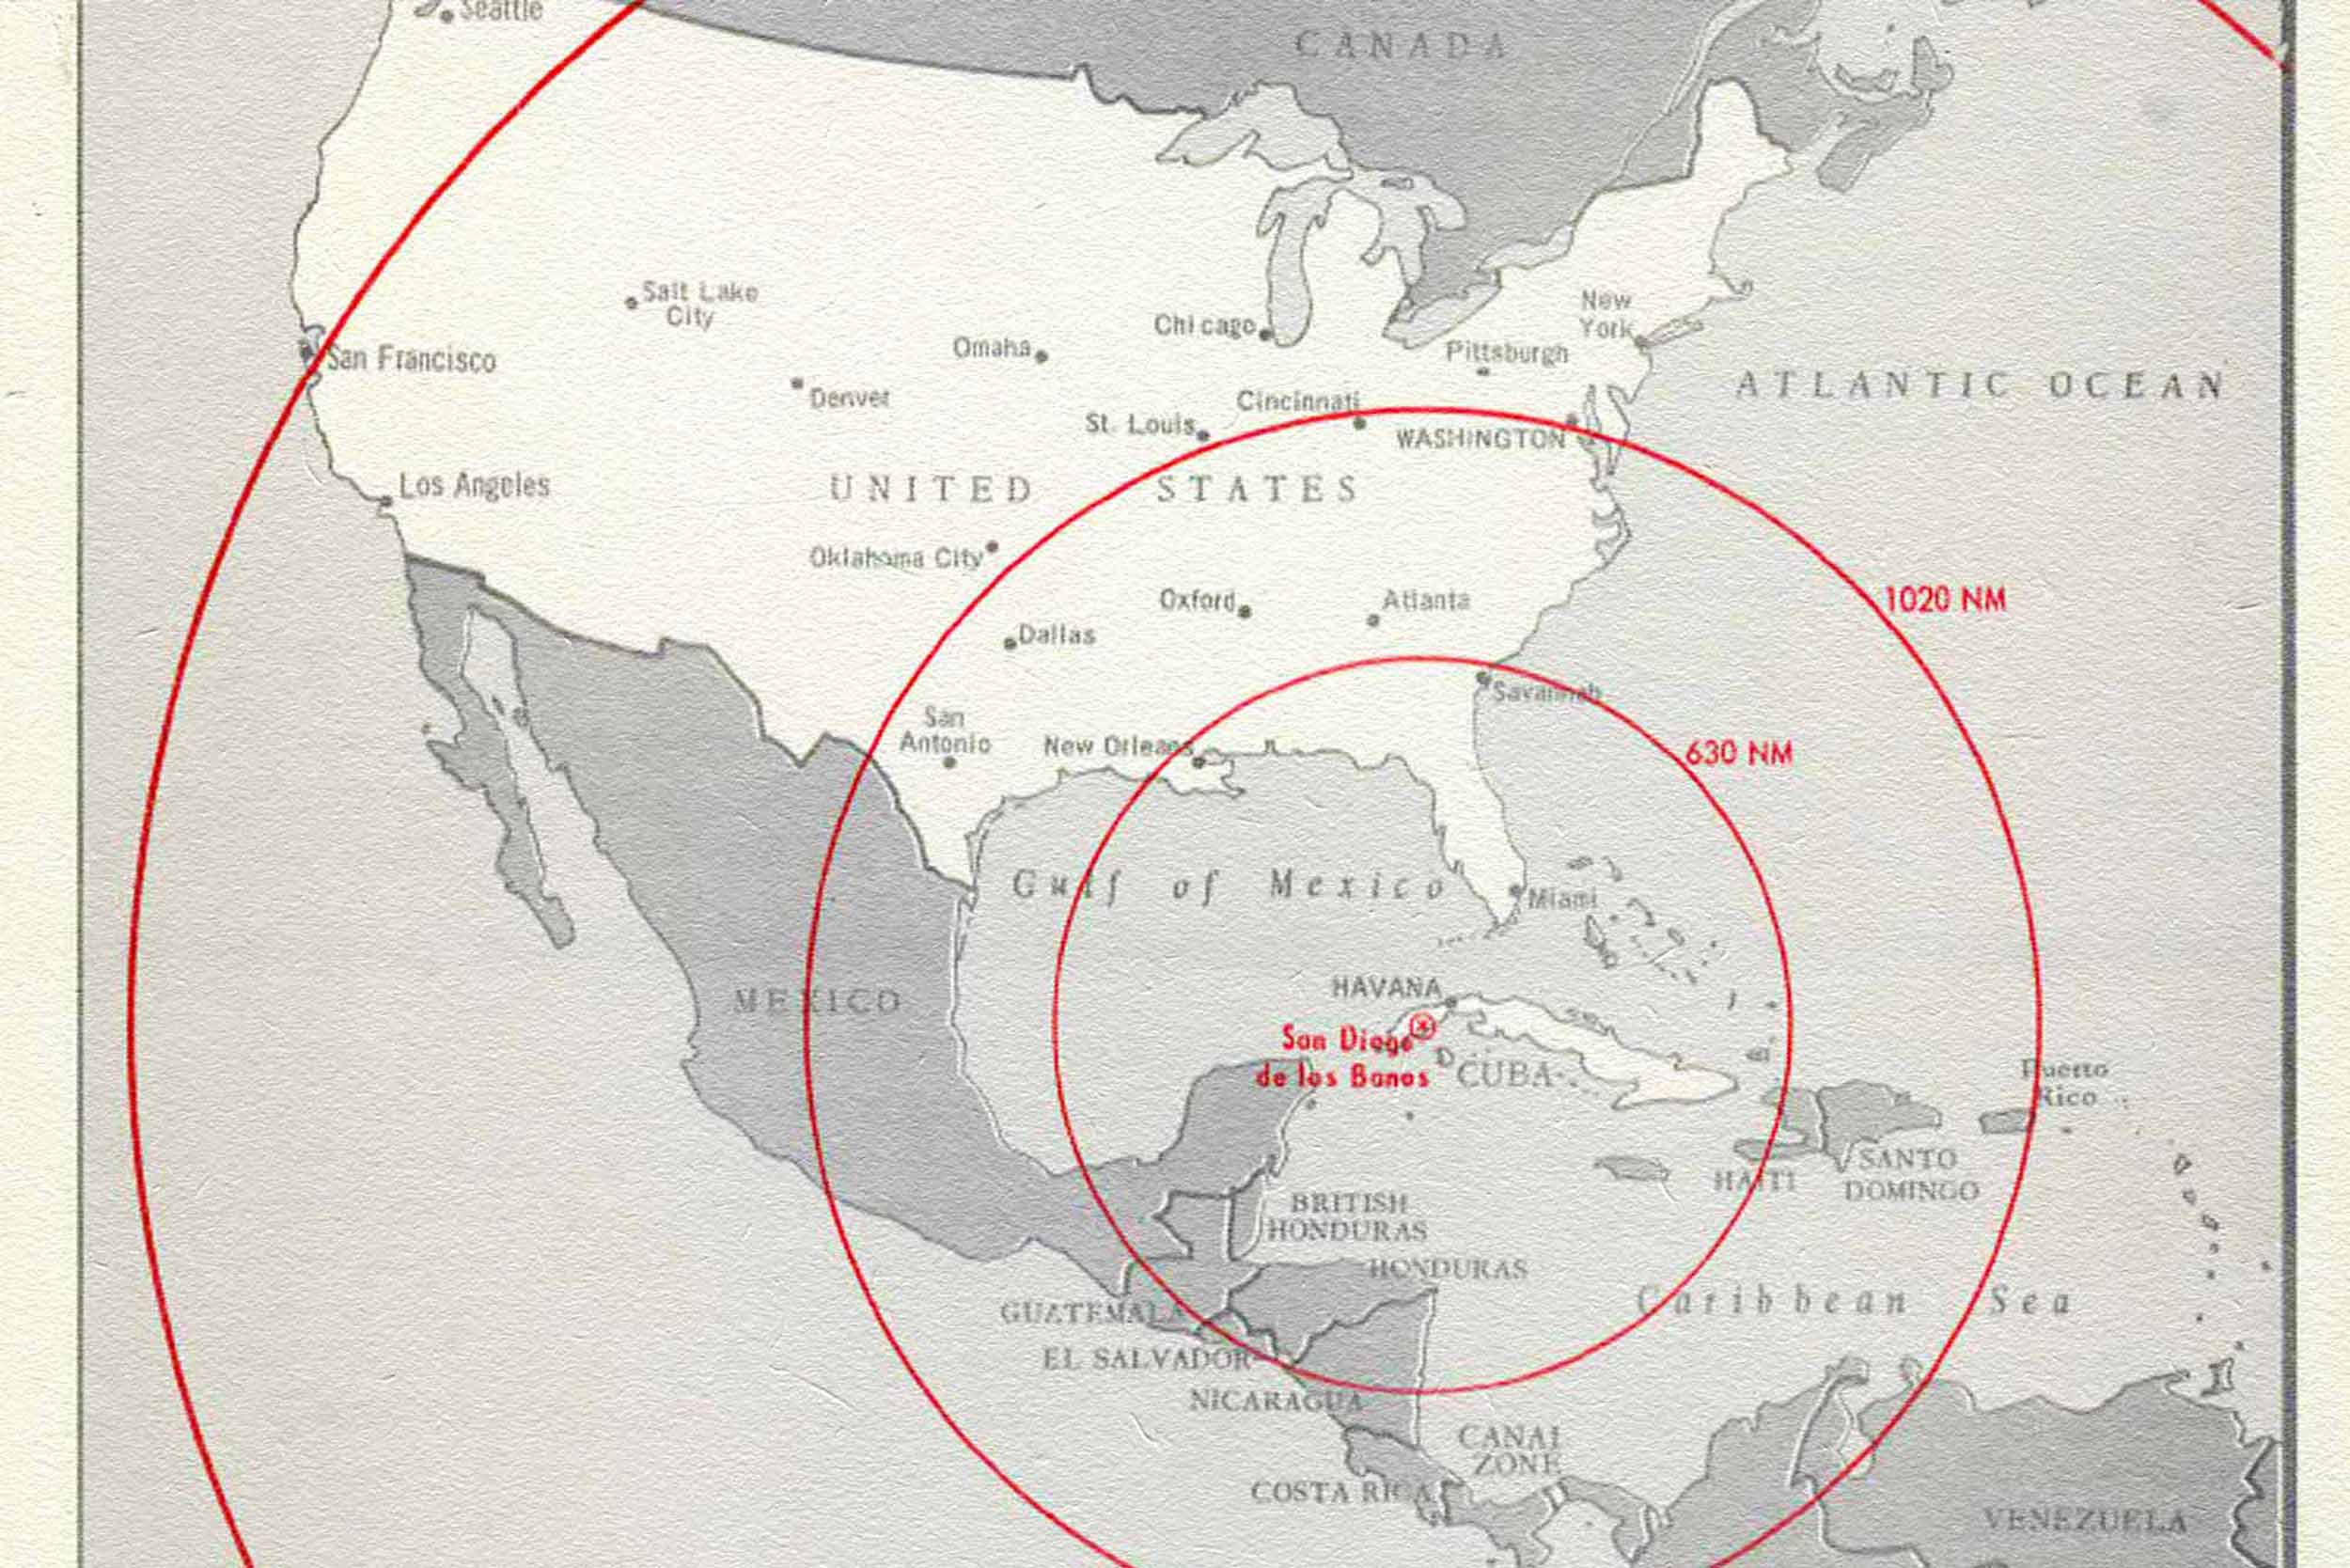 Seattle
CANADA
Salt Lake
City
New
York
Chicago
Omaha
Pittsburgh
San Francisco
ATLANTIC OCEAN
Denver
Cincinnati
St. Louis
WASHINGTON
Los Angeles
UNITED STATES
Oklahoma City
1020 NM
Oxford
Atlanta
Dallas
Savannah
San
Antonio
New Orleans
630 NM
Gulf of Mexico
Miami
HAVANA
MEXICO
San Diego
de los Banos
CUBA
Puerto
Rico
SANTO
DOMINGO
HAITI
BRITISH
HONDURAS
HONDURAS
Caribbean Sea
GUATEMALA
EL SALVADOR
NICARAGUA
CANAL
ZONE
COSTA RICA
VENEZUELA